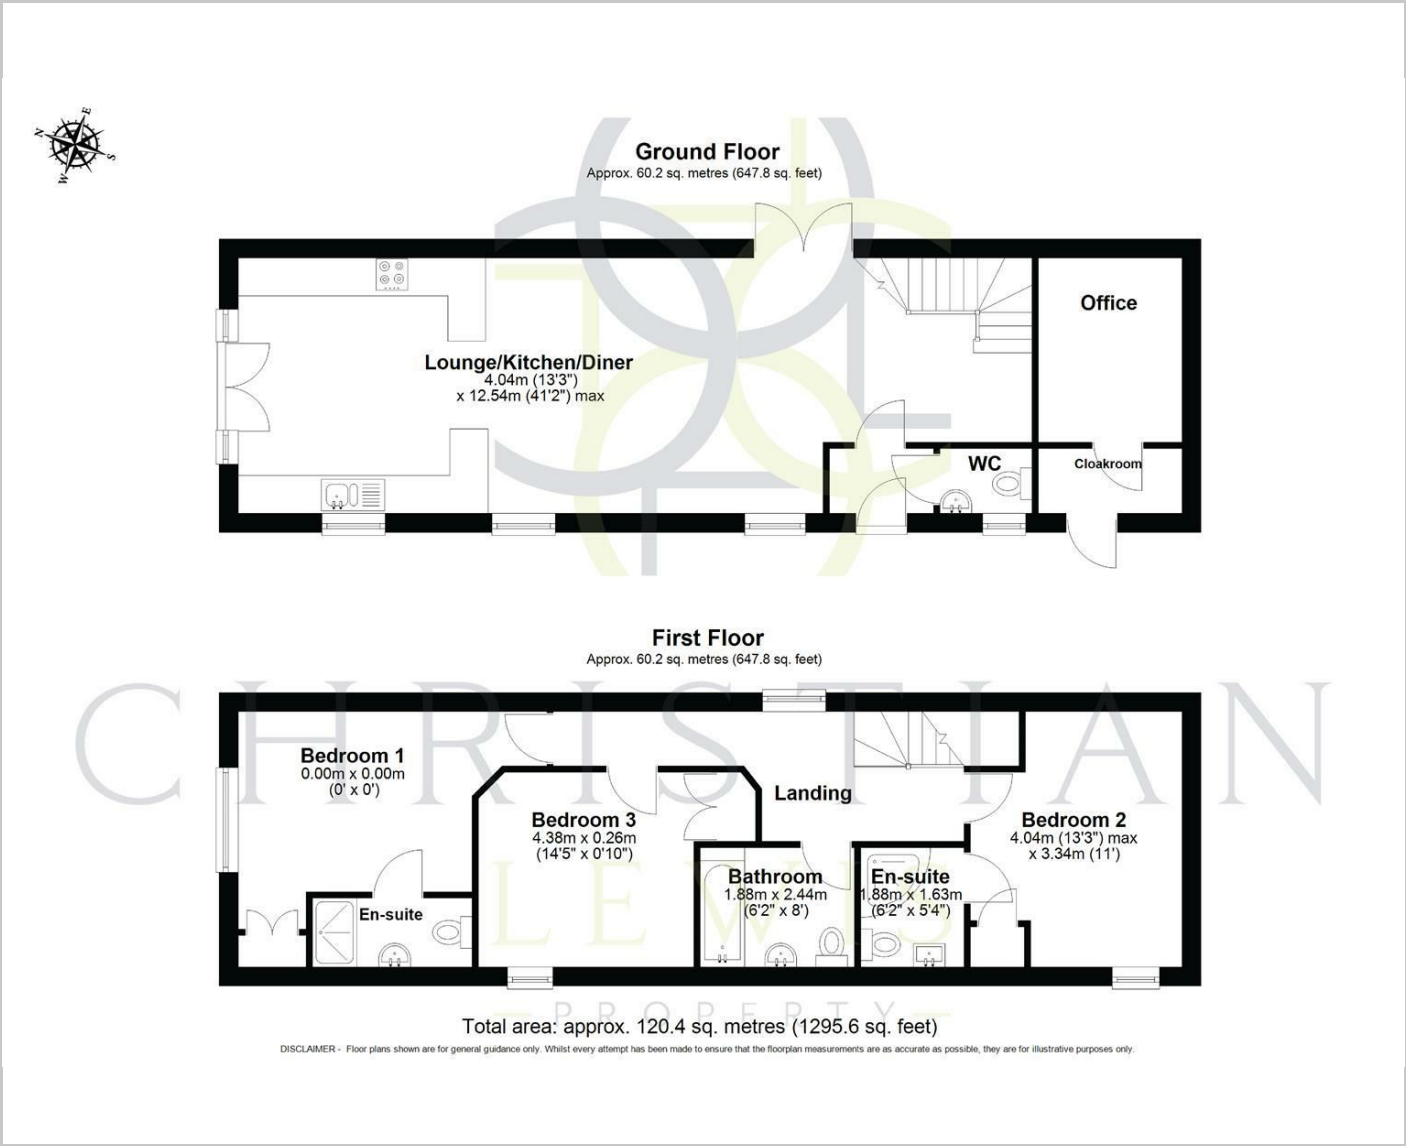 N
E
S
W
Ground Floor
Approx. 60.2 sq. metres (647.8 sq. feet)
Office
Lounge/Kitchen/Diner
4.04m (13'3")
x 12.54m (41'2") max
WC
Cloakroom
First Floor
Approx. 60.2 sq. metres (647.8 sq. feet)
CHRISTIAN
Bedroom 1
0.00m x 0.00m
(0' x 0')
Landing
Bedroom 3
4.38m x 0.26m
(14'5" x 0'10")
Bedroom 2
4.04m (13'3") max
x 3.34m (11')
Bathroom
1.88m x 2.44m
(6'2" x 8')
En-suite
1.88m x 1.63m
(6'2" x 5'4")
En-suite
LEWIS
PROPERTY
Total area: approx. 120.4 sq. metres (1295.6 sq. feet)
DISCLAIMER - Floor plans shown are for general guidance only. Whilst every attempt has been made to ensure that the floorplan measurements are as accurate as possible, they are for illustrative purposes only.